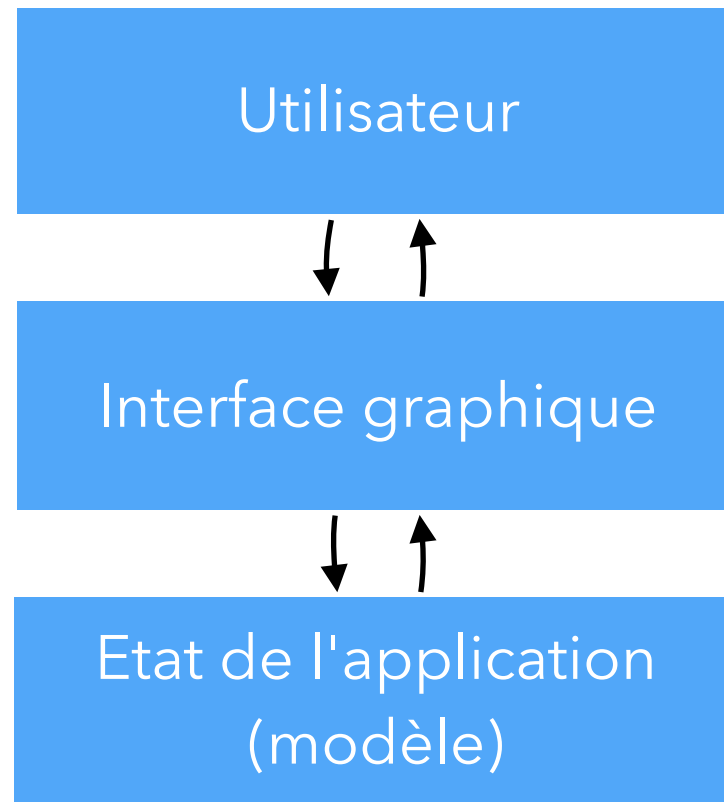 Utilisateur
Interface graphique
Etat de l'application
(modèle)